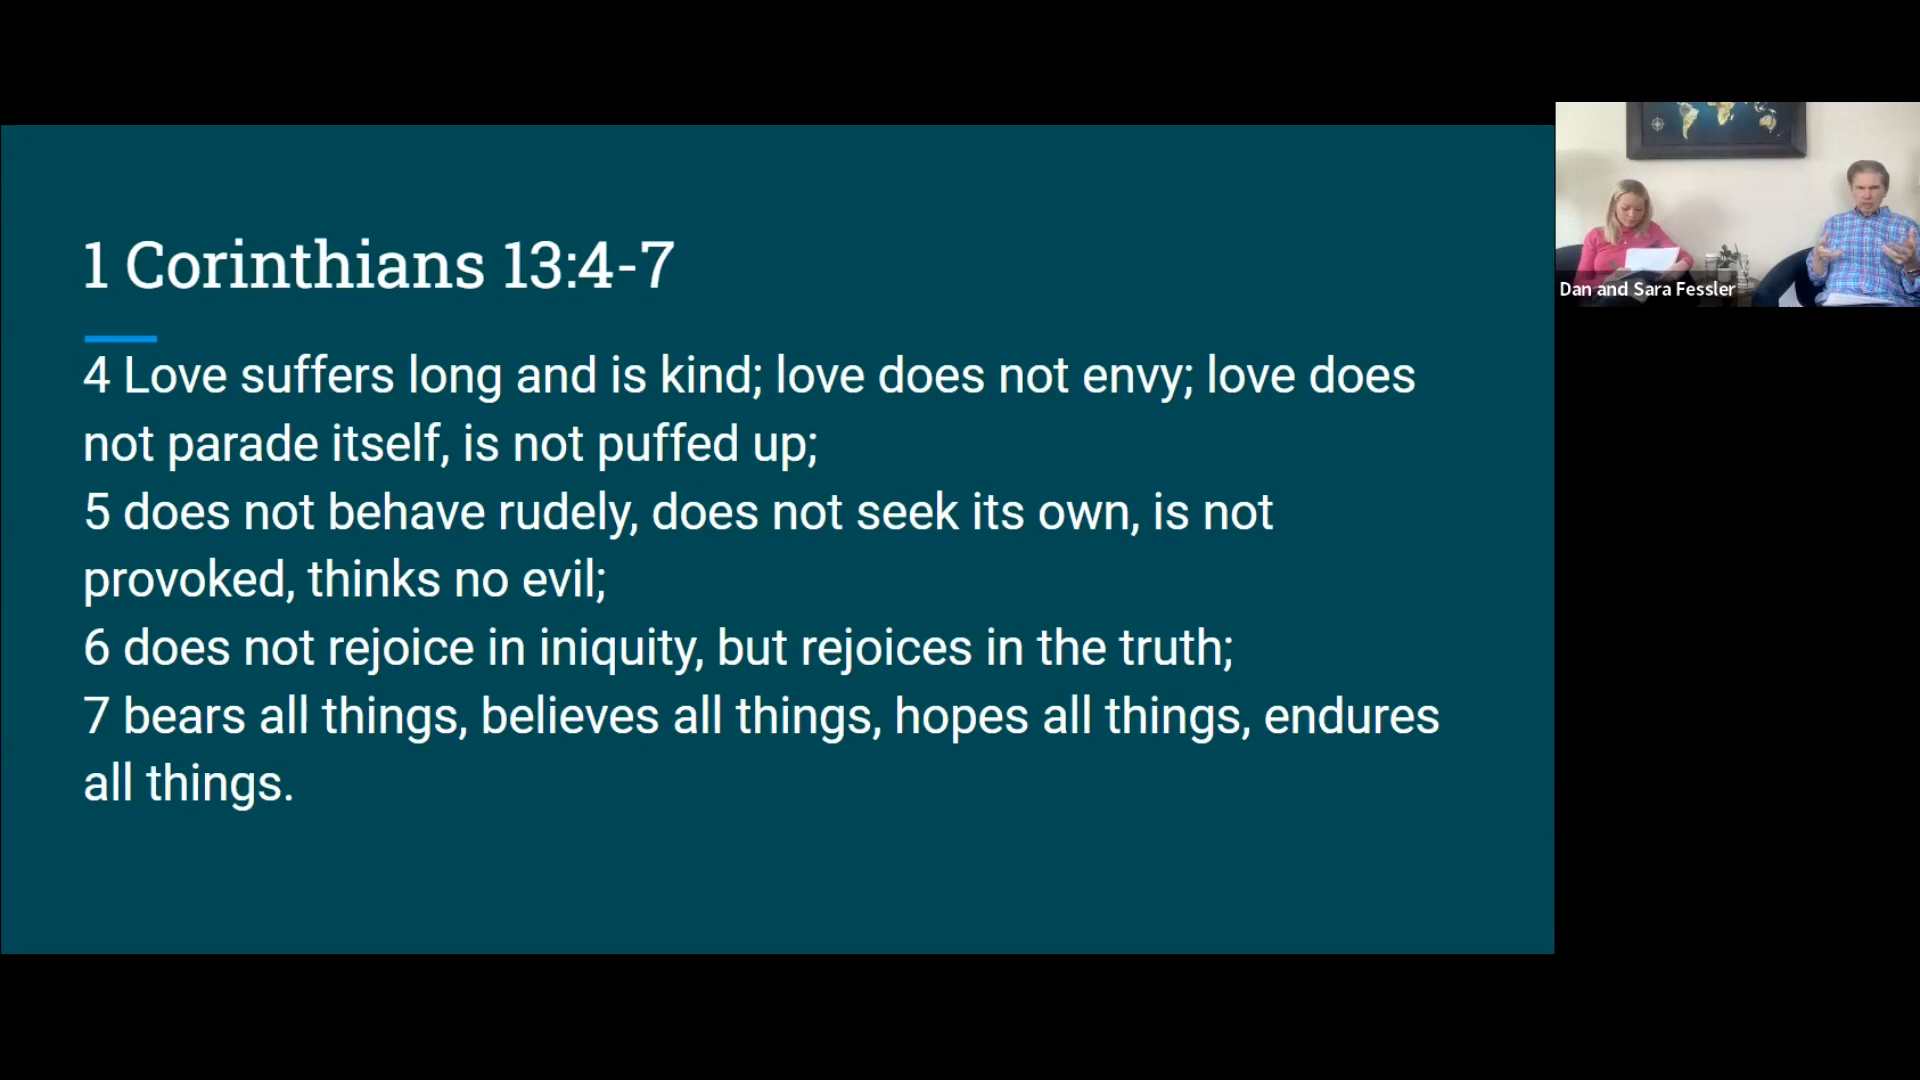 1 Corinthians 13:4-7
4 Love suffers long and is kind; love does not envy; love does
not parade itself, is not puffed up;
5 does not behave rudely, does not seek its own, is not
provoked, thinks no evil;
6 does not rejoice in iniquity, but rejoices in the truth;
7 bears all things, believes all things, hopes all things, endures
all things.
Dan and Sara Fessler